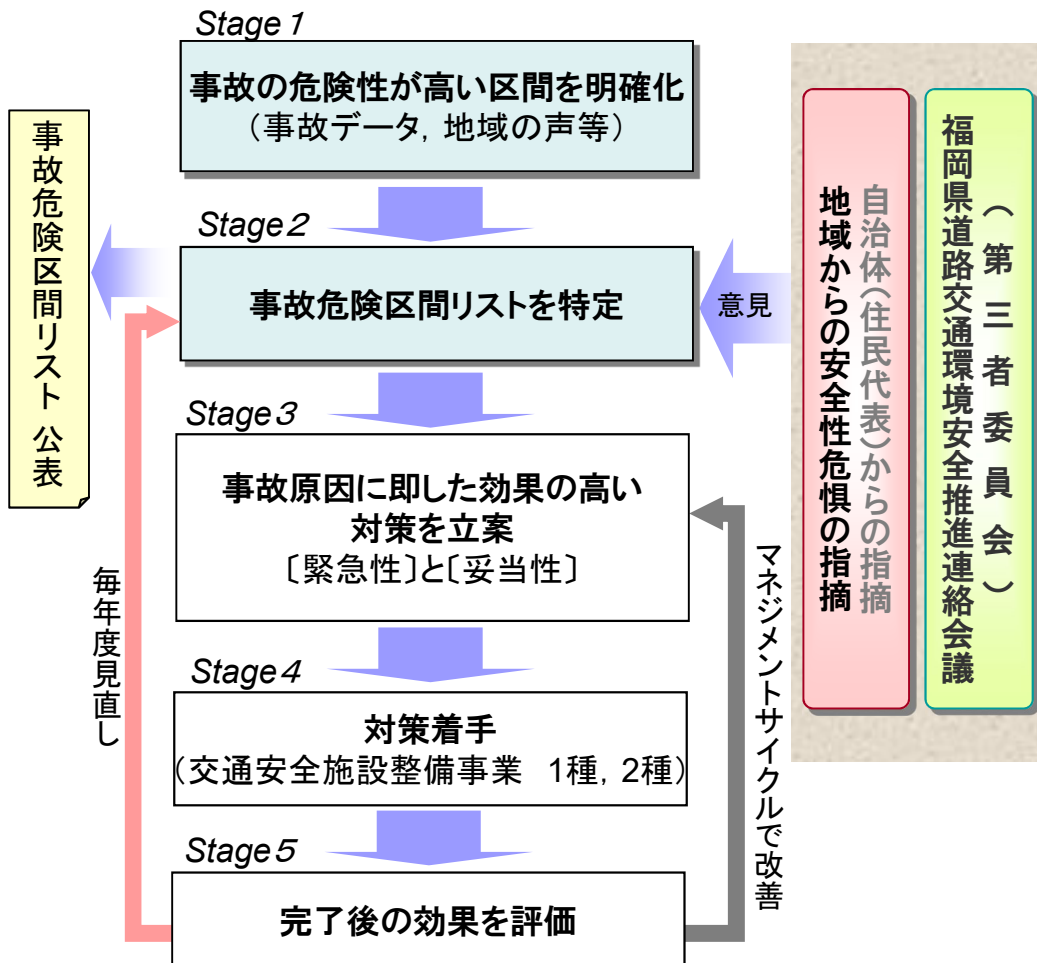 Stage 1
事故の危険性が高い区間を明確化
(事故データ, 地域の声等)
Stage2
事故危険区間リストを特定
事故危険区間リスト 公表
意見
Stage3
事故原因に即した効果の高い
対策を立案
〔緊急性〕と〔妥当性〕
Stage4
対策着手
(交通安全施設整備事業 1種, 2種)
Stage5
完了後の効果を評価
毎年度見直し
マネジメントサイクルで改善
自治体(住民代表)からの指摘
地域からの安全性危惧の指摘
(第三者委員会)
福岡県道路交通環境安全推進連絡会議